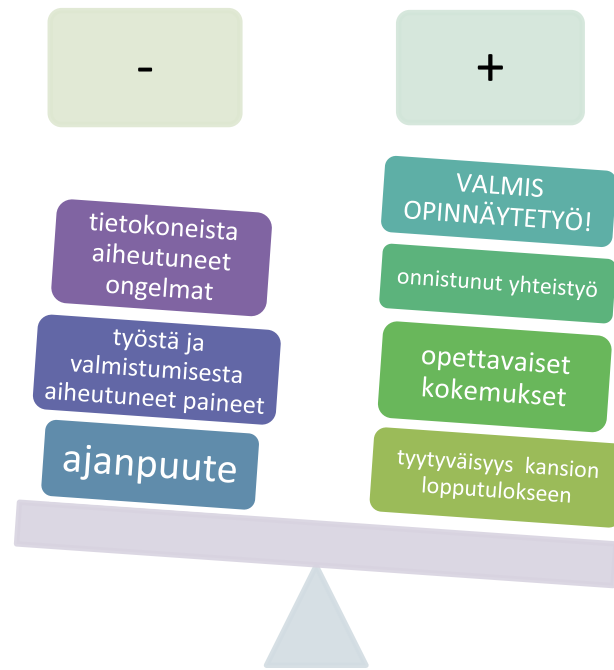 -
tietokoneista
aiheutuneet
ongelmat
työstä ja
valmistumisesta
aiheutuneet paineet
ajanpuute
+
VALMIS
OPINNÄYTETYÖ!
onnistunut yhteistyö
opettavaiset
kokemukset
tyytyväisyys kansion
lopputulokseen